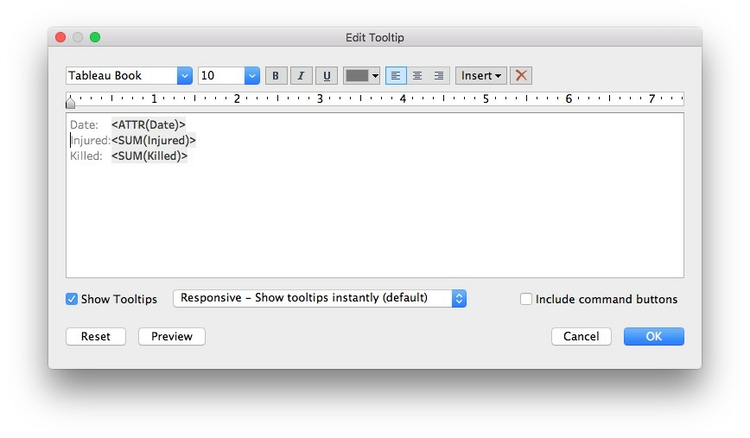 Edit Tooltip
Tableau Book 10 B I U Insert
1 2 3 4 5 6 7
Date: <ATTR(Date)>
Injured:<SUM(Injured)>
Killed: <SUM(Killed)>
Show Tooltips Responsive – Show tooltips instantly (default) Include command buttons
Reset Preview Cancel OK